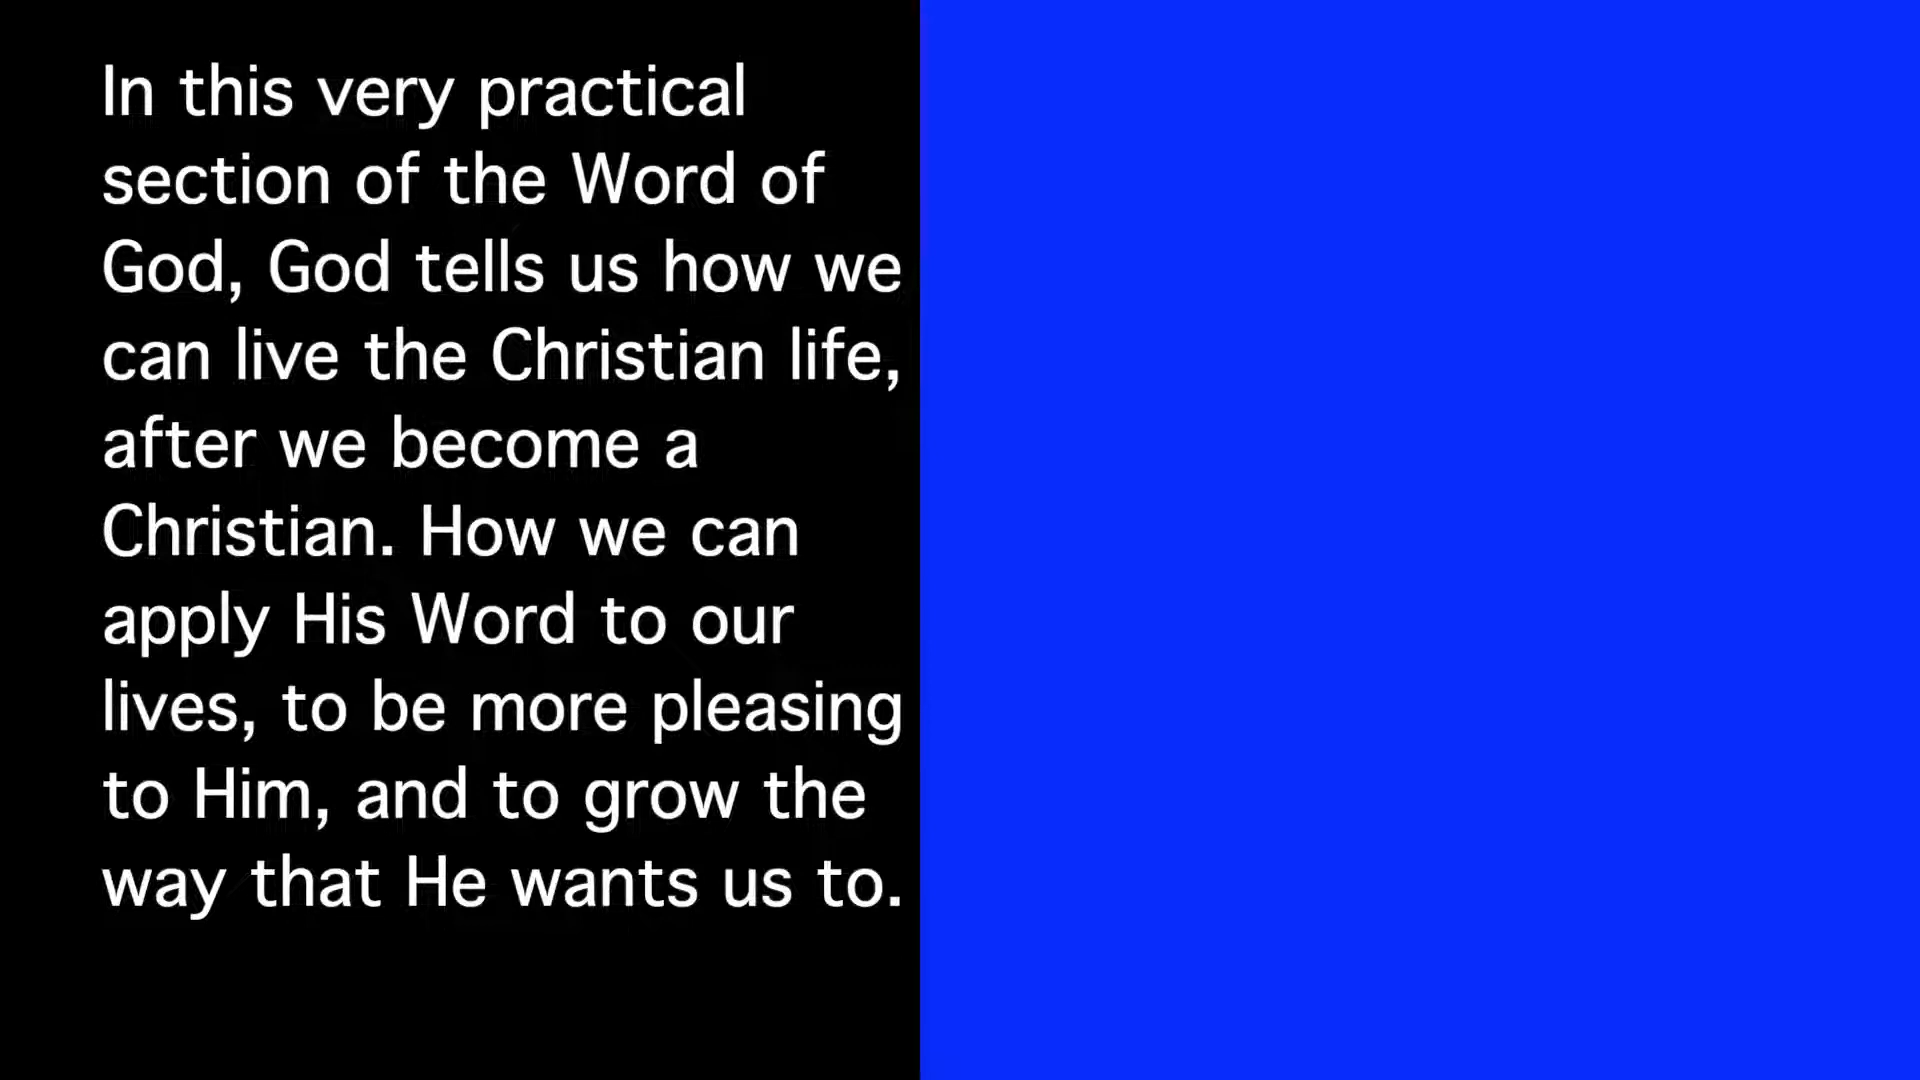 In this very practical
section of the Word of
God, God tells us how we
can live the Christian life,
after we become a
Christian. How we can
apply His Word to our
lives, to be more pleasing
to Him, and to grow the
way that He wants us to.